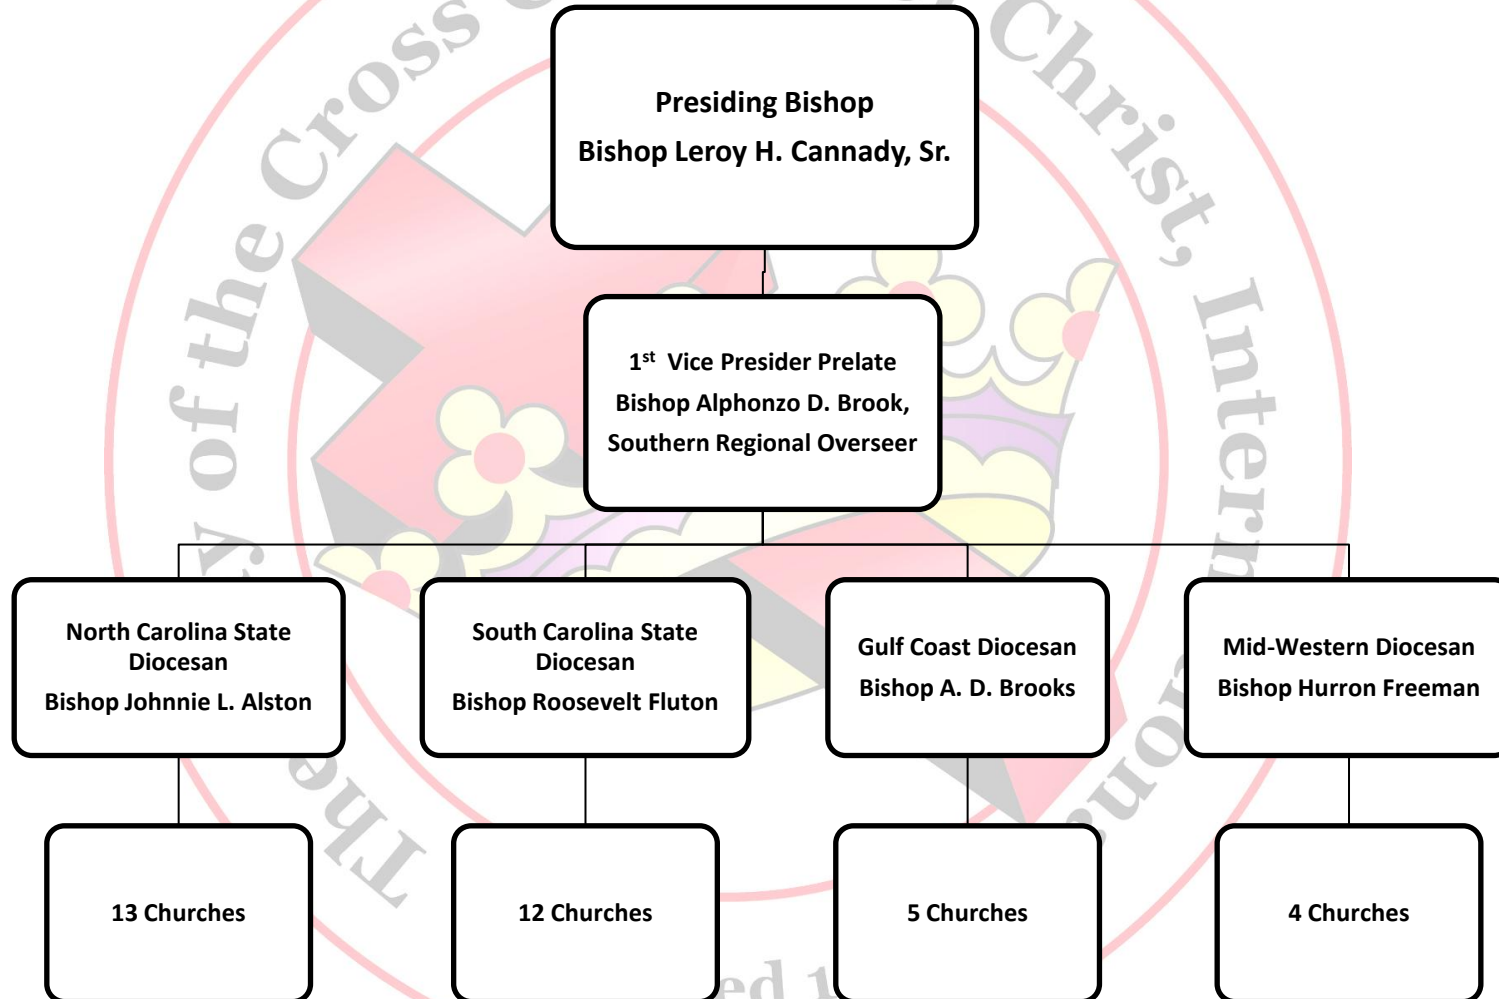 The
of the Cross
Christ, Intern
Presiding Bishop
Bishop Leroy H. Cannady, Sr.
1st Vice Presider Prelate
Bishop Alphonzo D. Brook,
Southern Regional Overseer
North Carolina State
Diocesan
Bishop Johnnie L. Alston
South Carolina State
Diocesan
Bishop Roosevelt Fluton
Gulf Coast Diocesan
Bishop A. D. Brooks
Mid-Western Diocesan
Bishop Hurron Freeman
13 Churches
12 Churches
5 Churches
4 Churches